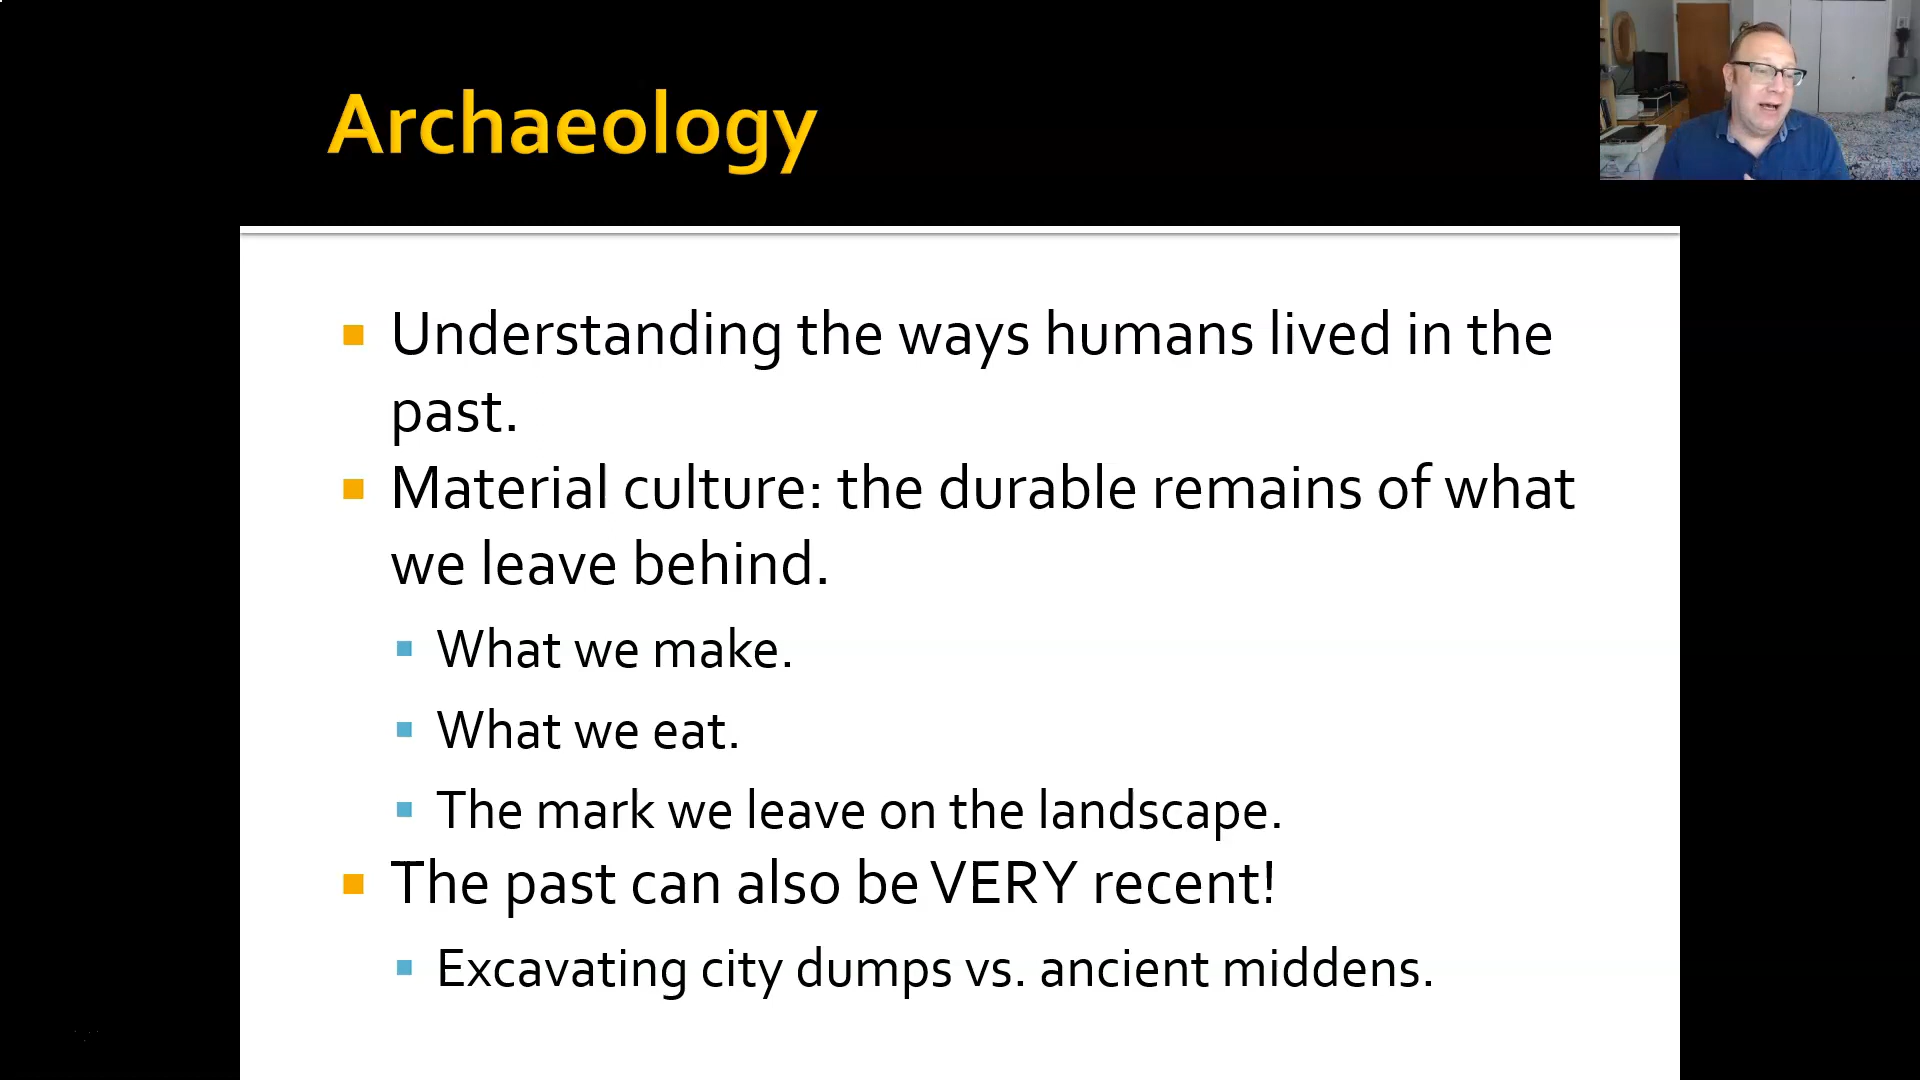 Archaeology
Understanding the ways humans lived in the
past.
Material culture: the durable remains of what
we leave behind.
What we make.
What we eat.
The mark we leave on the landscape.
The past can also be VERY recent!
Excavating city dumps vs. ancient middens.